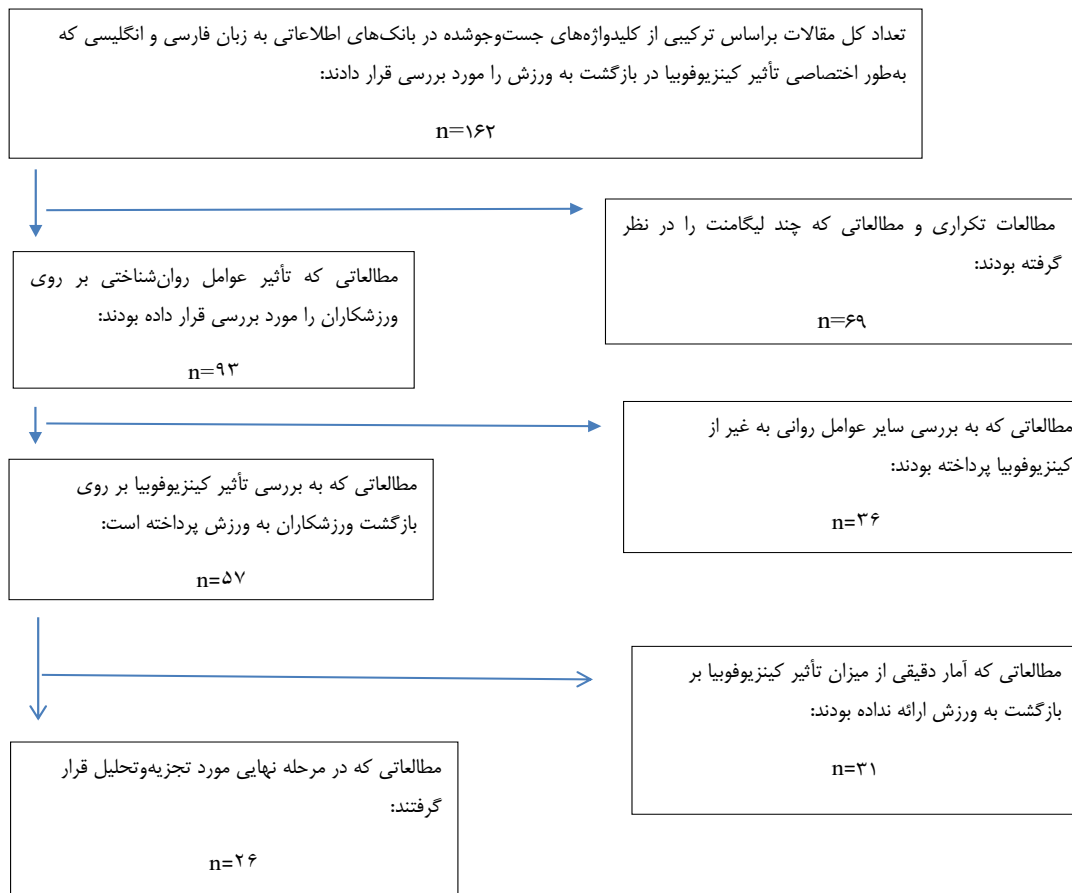 تعداد کل مقالات براساس ترکیبی از کلیدواژه‌های جست‌وجوشده در بانک‌های اطلاعاتی به زبان فارسی و انگلیسی که
به‌طور اختصاصی تأثیر کینزیوفوبیا در بازگشت به ورزش را مورد بررسی قرار دادند:
n=۱۶۲
مطالعات تکراری و مطالعاتی که چند لیگامنت را در نظر
گرفته بودند:
n=۶۹
مطالعاتی که تأثیر عوامل روان‌شناختی بر روی
ورزشکاران را مورد بررسی قرار داده بودند:
n=۹۳
مطالعاتی که به بررسی سایر عوامل روانی به غیر از
کینزیوفوبیا پرداخته بودند:
n=۳۶
مطالعاتی که به بررسی تأثیر کینزیوفوبیا بر روی
بازگشت ورزشکاران به ورزش پرداخته است:
n=۵۷
مطالعاتی که آمار دقیقی از میزان تأثیر کینزیوفوبیا بر
بازگشت به ورزش ارائه نداده بودند:
n=۳۱
مطالعاتی که در مرحله نهایی مورد تجزیه‌وتحلیل قرار
گرفتند:
n=۲۶